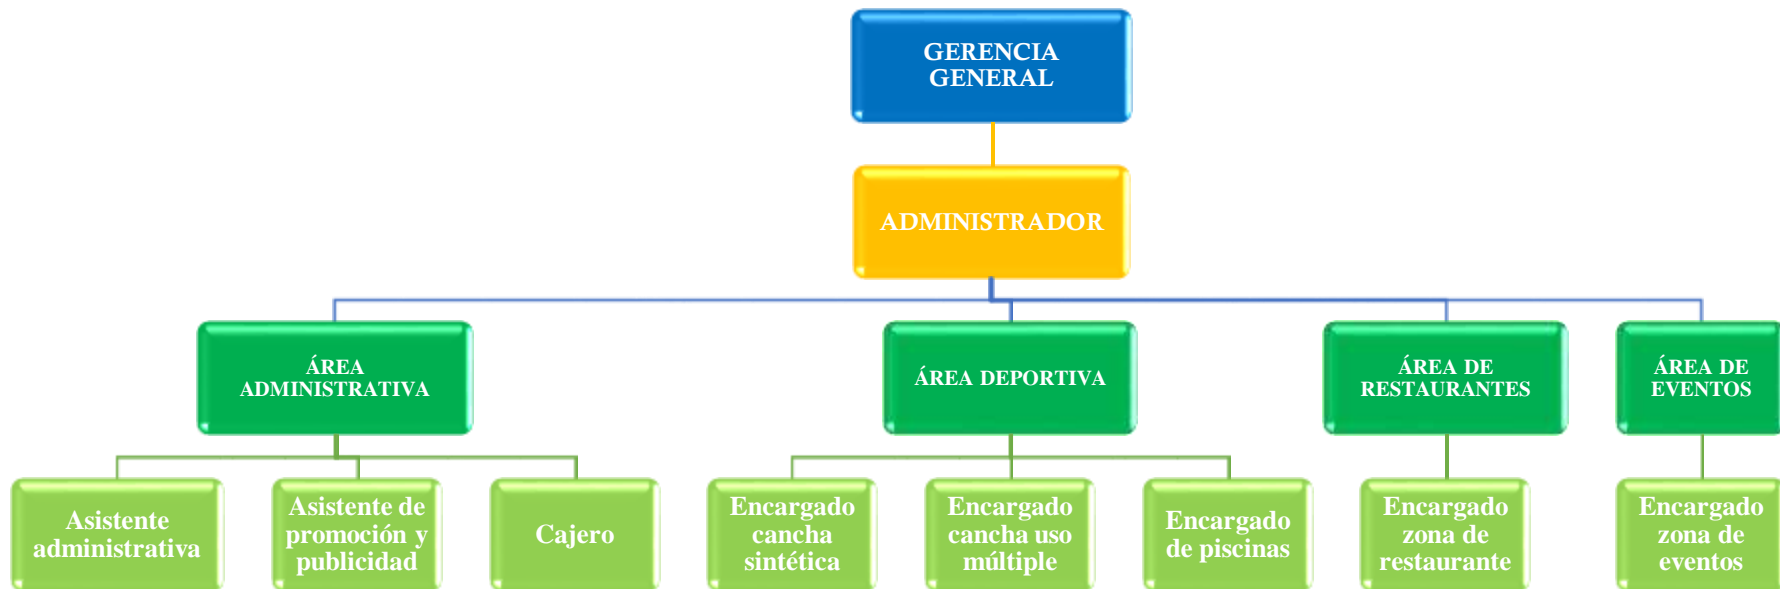 GERENCIA
GENERAL
ADMINISTRADOR
ÁREA
ADMINISTRATIVA
ÁREA DEPORTIVA
ÁREA DE
RESTAURANTES
ÁREA DE
EVENTOS
Asistente
administrativa
Asistente de
promoción y
publicidad
Cajero
Encargado
cancha
sintética
Encargado
cancha uso
múltiple
Encargado
de piscinas
Encargado
zona de
restaurante
Encargado
zona de
eventos